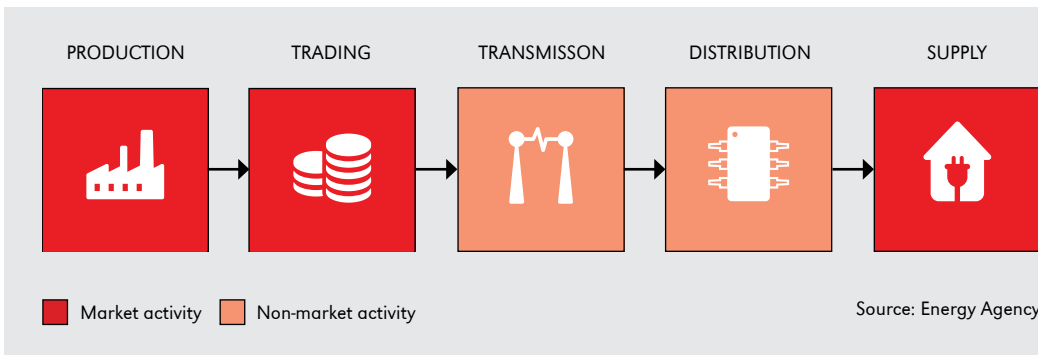 PRODUCTION
TRADING
TRANSMISSON
DISTRIBUTION
SUPPLY
Market activity
Non-market activity
Source: Energy Agency